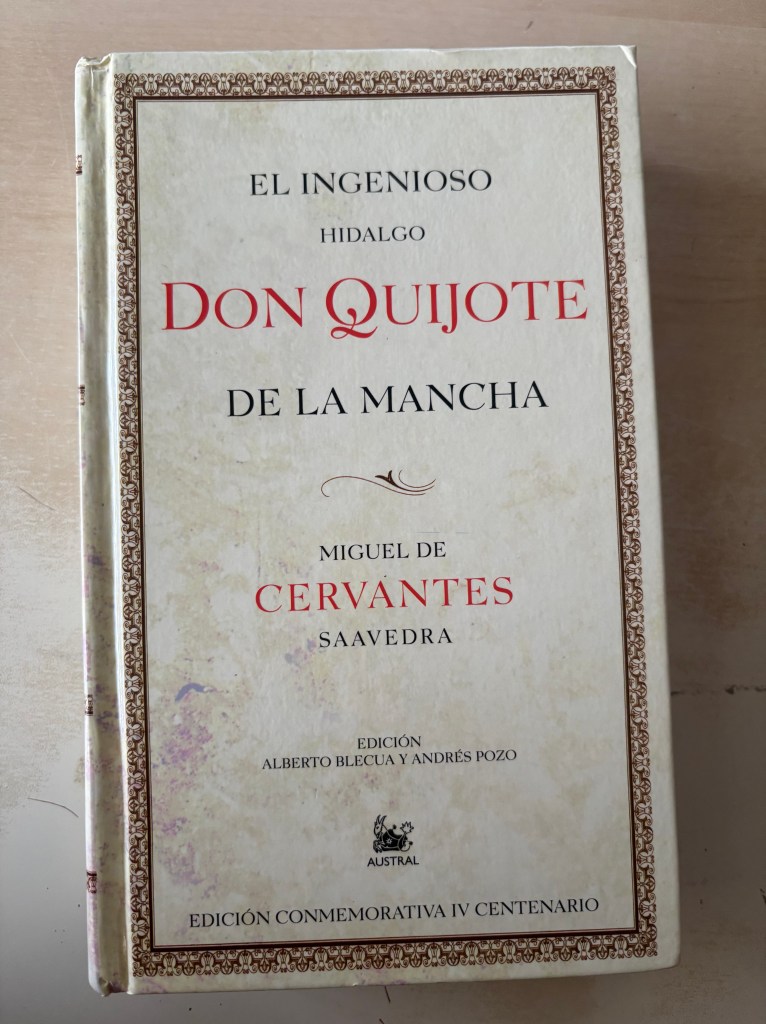 EL INGENIOSO
HIDALGO
DON QUIJOTE
DE LA MANCHA
MIGUEL DE
CERVANTES
SAAVEDRA
EDICIÓN
ALBERTO BLECUA Y ANDRÉS POZO
AUSTRAL
EDICIÓN CONMEMORATIVA IV CENTENARIO